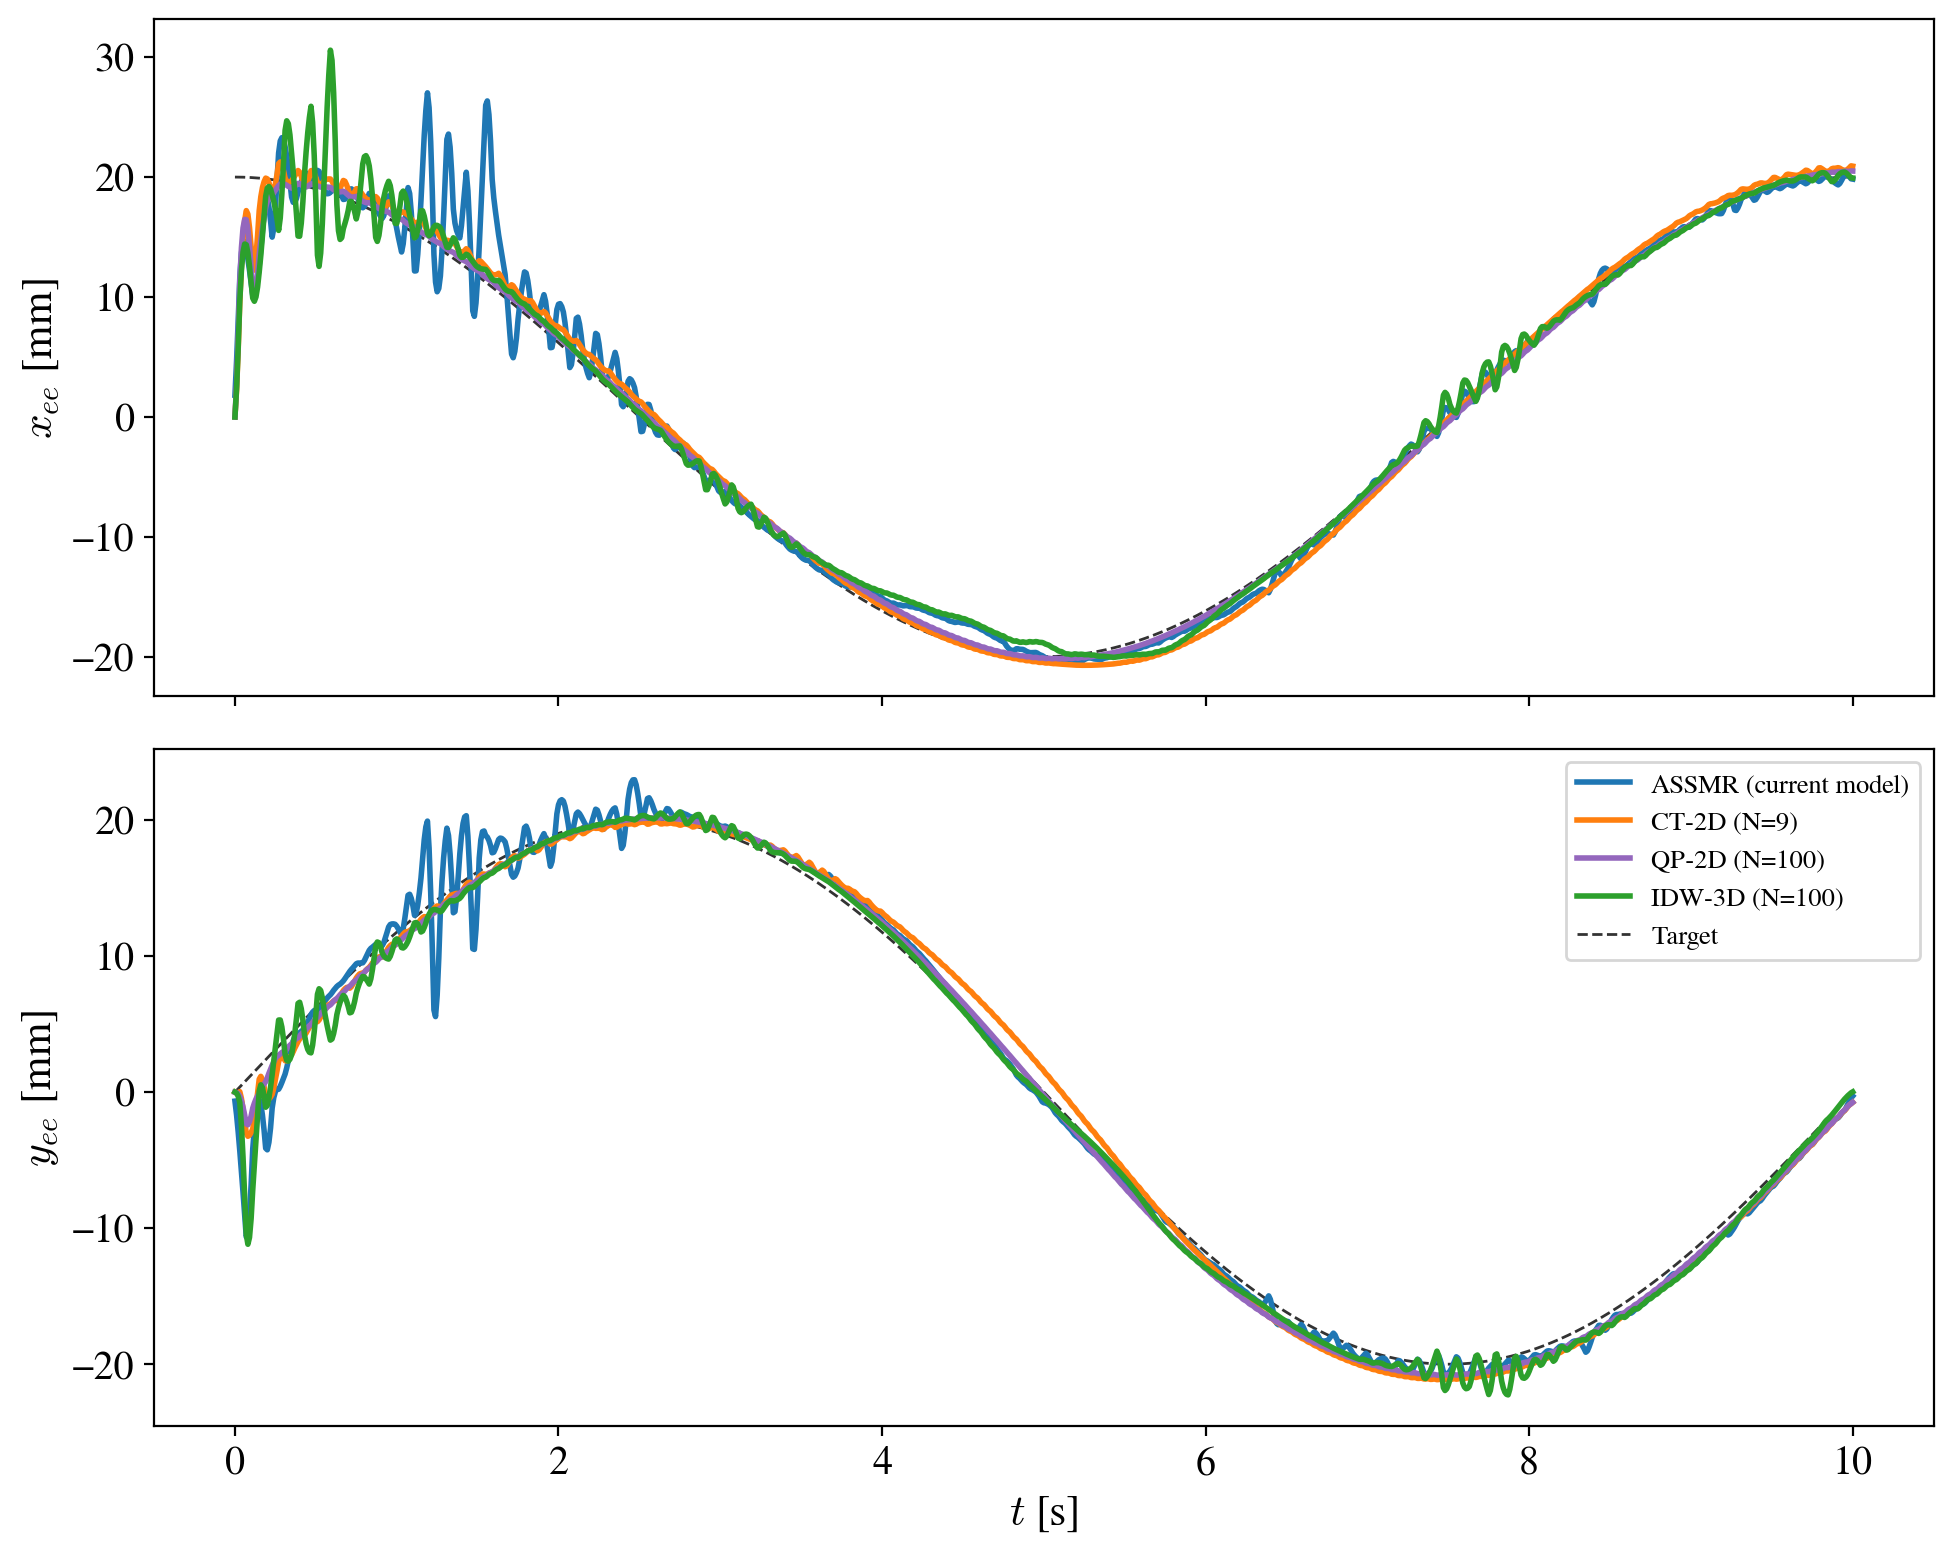 30
20
10
0
−10
−20
x_ee [mm]
20
10
0
−10
−20
y_ee [mm]
ASSMR (current model)
CT-2D (N=9)
QP-2D (N=100)
IDW-3D (N=100)
Target
0 2 4 6 8 10
t [s]